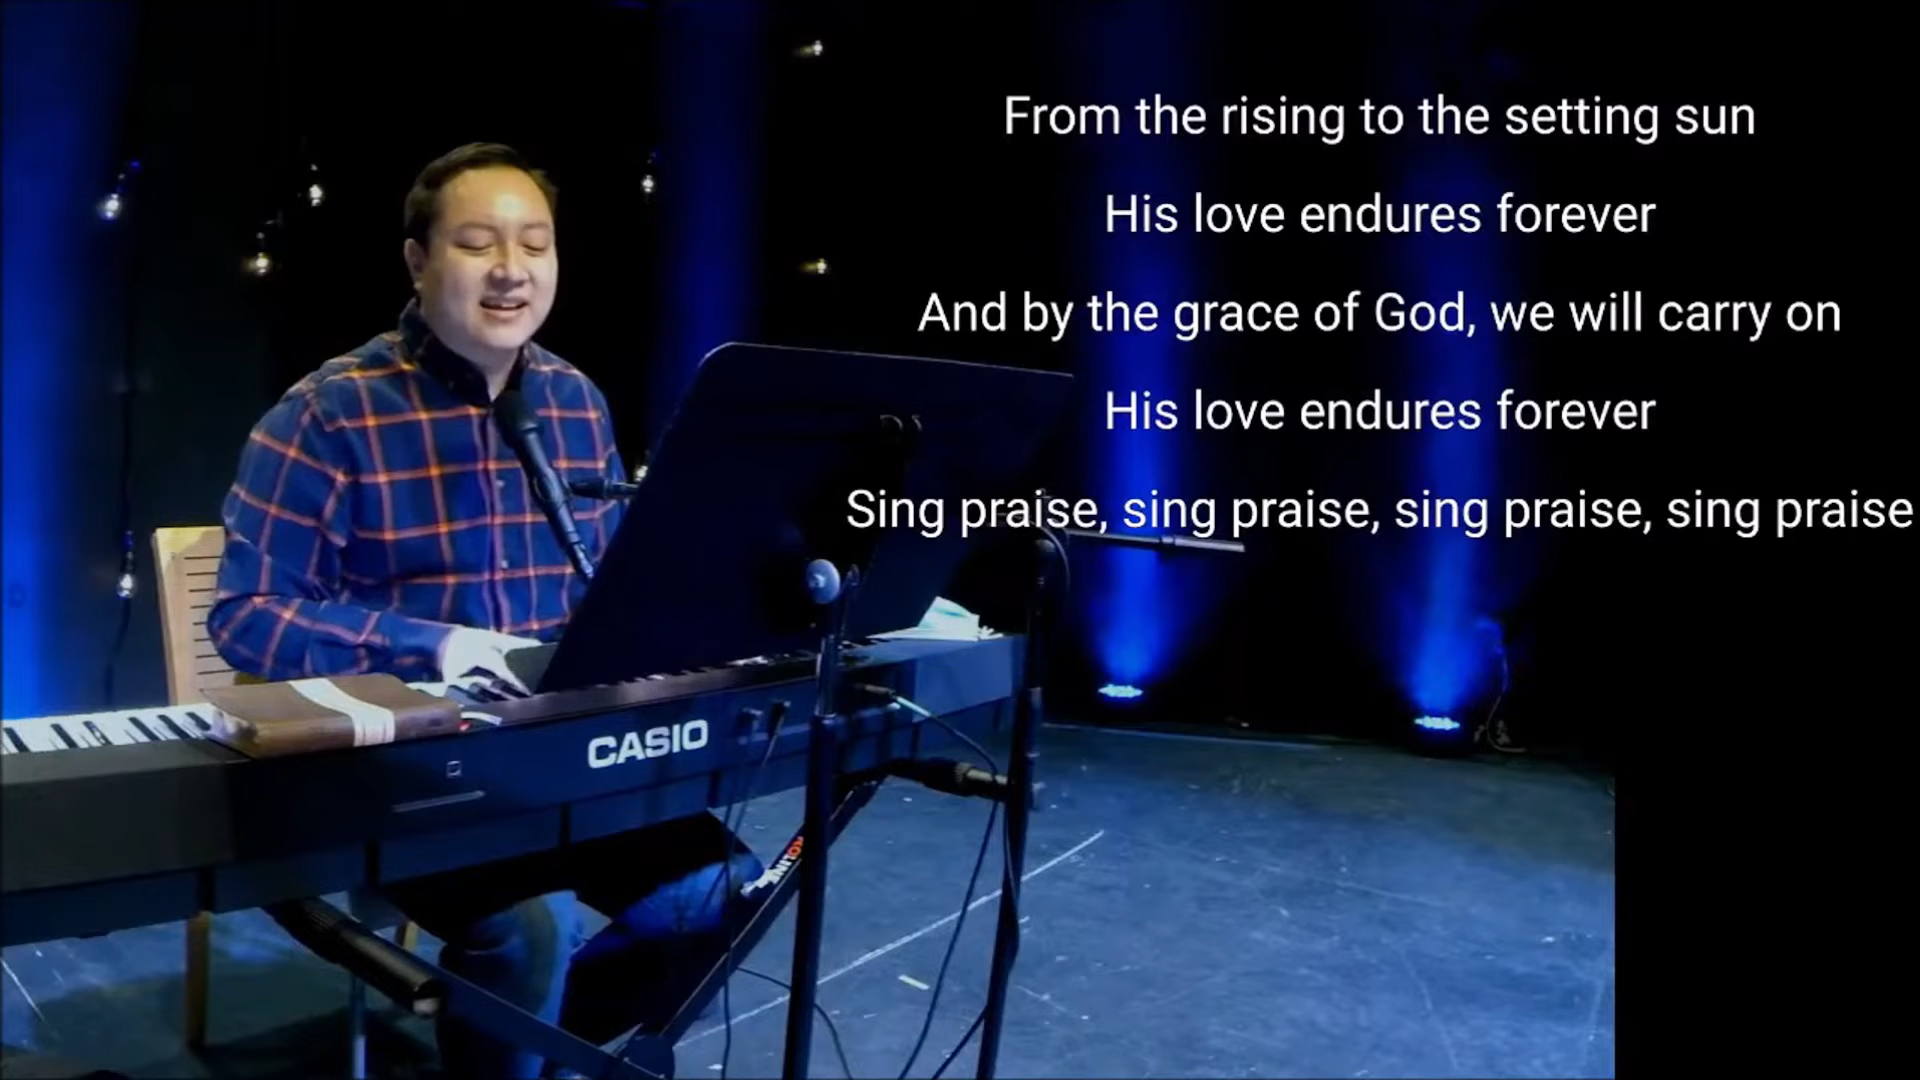 From the rising to the setting sun
His love endures forever
And by the grace of God, we will carry on
His love endures forever
Sing praise, sing praise, sing praise, sing praise
CASIO